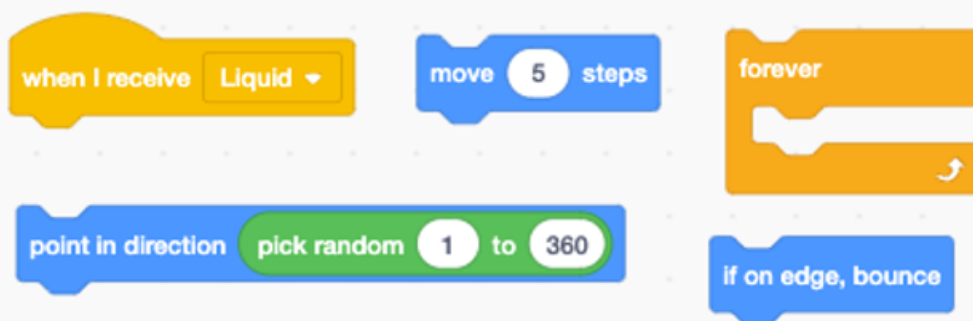 when I receive Liquid
move 5 steps
forever
point in direction pick random 1 to 360
if on edge, bounce